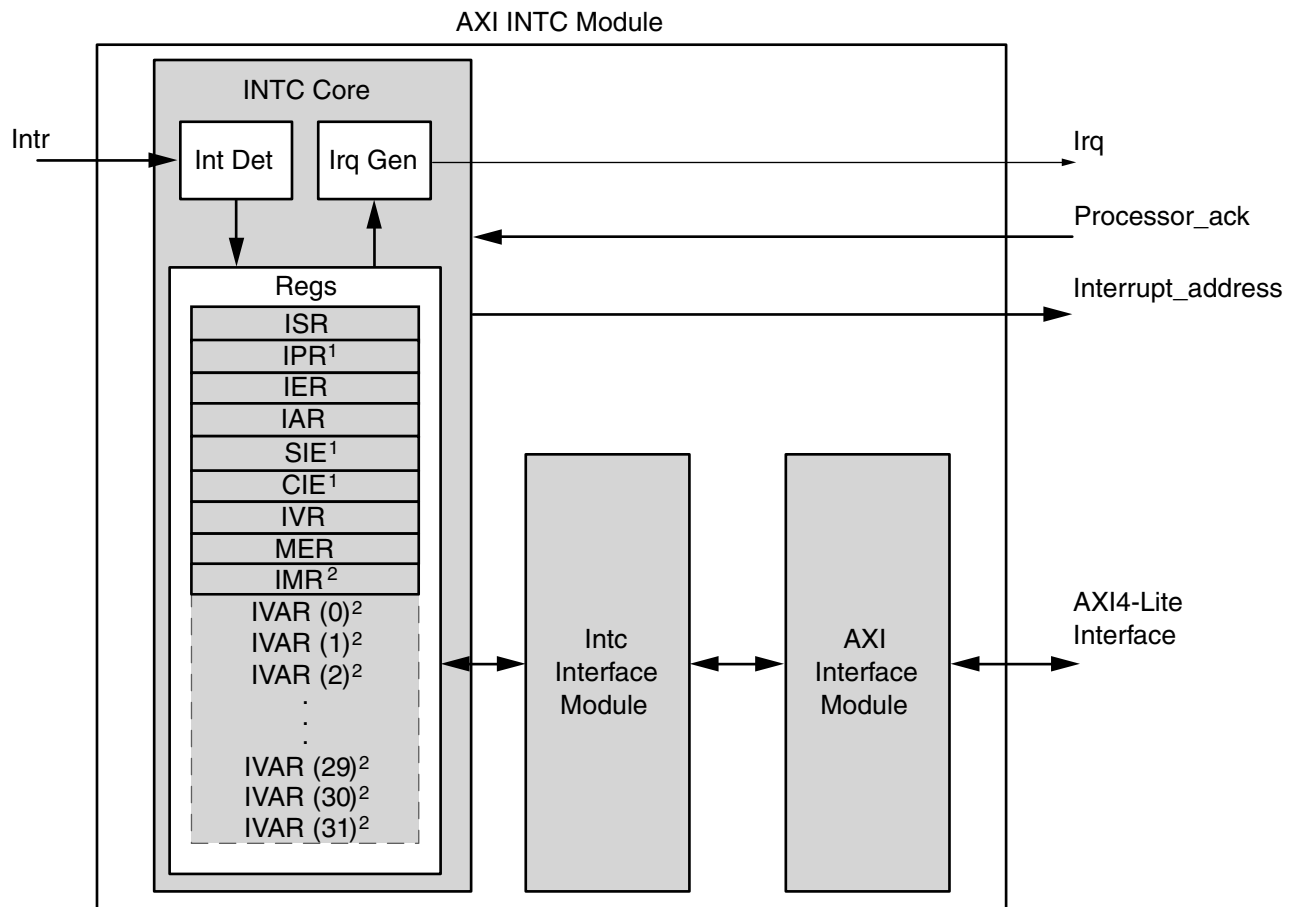 AXI INTC Module
INTC Core
Intr
Int Det
Irq Gen
Irq
Processor_ack
Interrupt_address
Regs
ISR
IPR¹
IER
IAR
SIE¹
CIE¹
IVR
MER
IMR²
IVAR (0)²
IVAR (1)²
IVAR (2)²
.
.
.
IVAR (29)²
IVAR (30)²
IVAR (31)²
Intc
Interface
Module
AXI
Interface
Module
AXI4-Lite
Interface